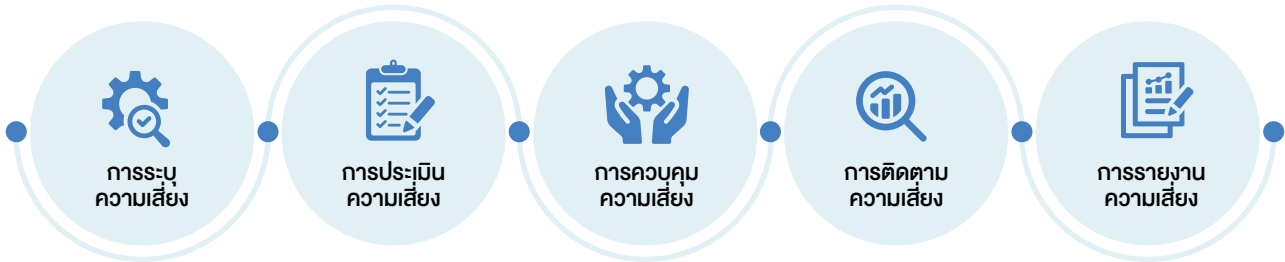 การระบุ
ความเสี่ยง
การประเมิน
ความเสี่ยง
การควบคุม
ความเสี่ยง
การติดตาม
ความเสี่ยง
การรายงาน
ความเสี่ยง